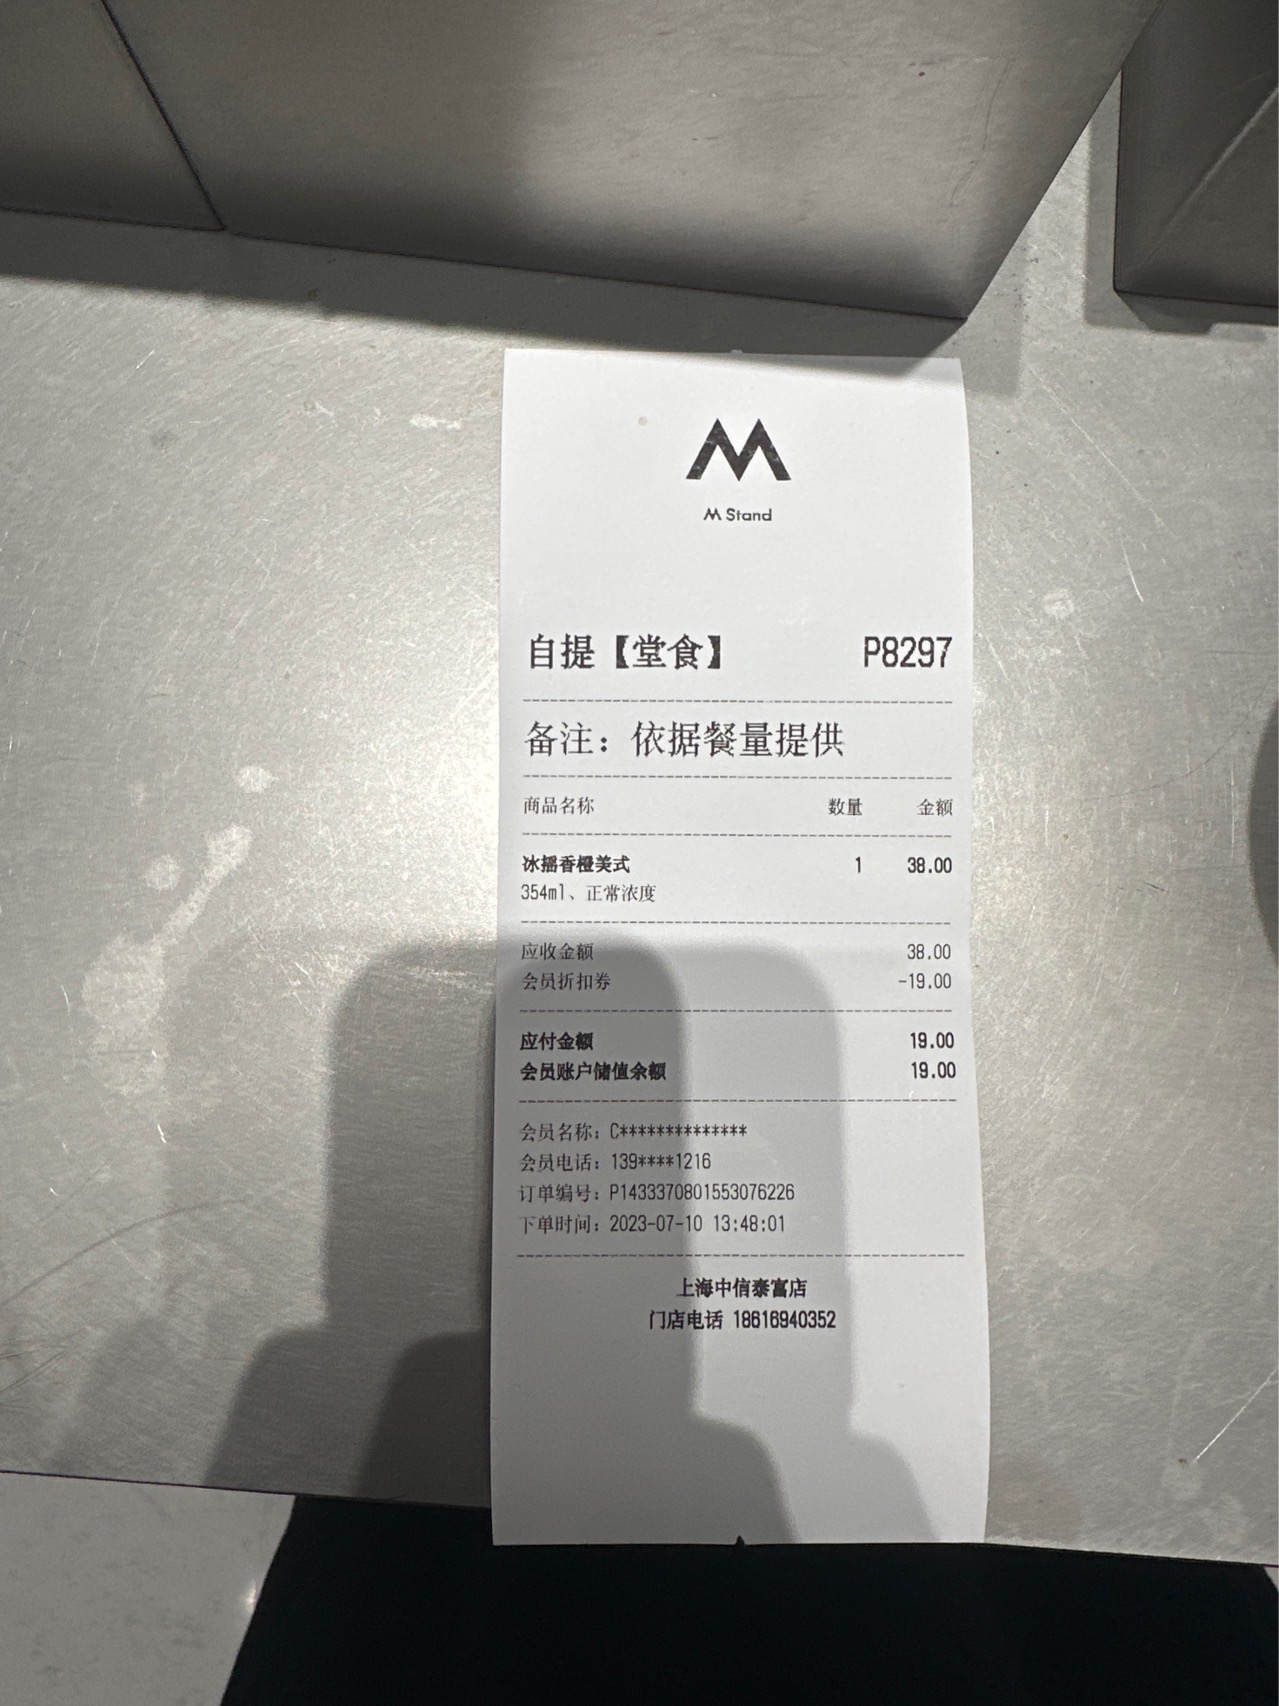 M Stand
自提【堂食】 P8297
备注：依据餐量提供
商品名称 数量 金额
冰摇香橙美式 1 38.00
354ml、正常浓度
应收金额 38.00
会员折扣券 -19.00
应付金额 19.00
会员账户储值余额 19.00
会员名称：C**************
会员电话：139****1216
订单编号：P1433370801553076226
下单时间：2023-07-10 13:48:01
上海中信泰富店
门店电话 18616940352